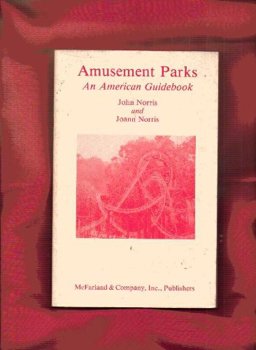 Amusement Parks
An American Guidebook
John Norris
and
Joann Norris
McFarland & Company, Inc., Publishers